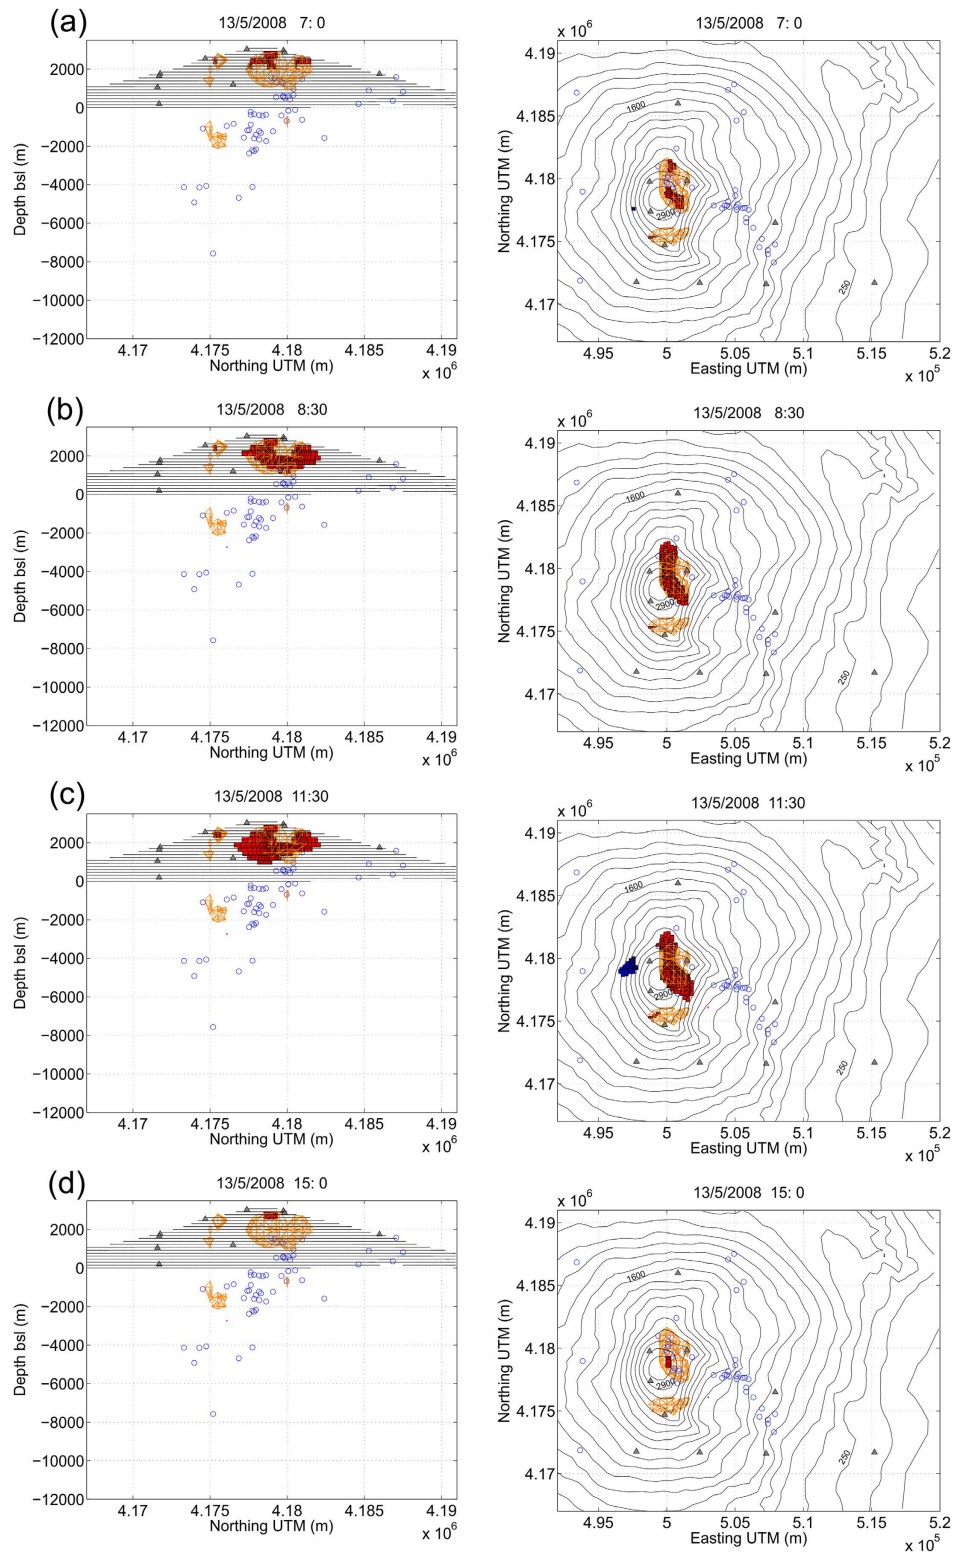 (a)
13/5/2008 7: 0
2000
0
−2000
−4000
−6000
−8000
−10000
−12000
Depth bsl (m)
4.17 4.175 4.18 4.185 4.19
Northing UTM (m)
x 10^6
13/5/2008 7: 0
x 10^6
4.19
4.185
4.18
4.175
4.17
Northing UTM (m)
1600
2900
250
4.95 5 5.05 5.1 5.15 5.2
Easting UTM (m)
x 10^5
(b)
13/5/2008 8:30
2000
0
−2000
−4000
−6000
−8000
−10000
−12000
Depth bsl (m)
4.17 4.175 4.18 4.185 4.19
Northing UTM (m)
x 10^6
13/5/2008 8:30
x 10^6
4.19
4.185
4.18
4.175
4.17
Northing UTM (m)
1600
2900
250
4.95 5 5.05 5.1 5.15 5.2
Easting UTM (m)
x 10^5
(c)
13/5/2008 11:30
2000
0
−2000
−4000
−6000
−8000
−10000
−12000
Depth bsl (m)
4.17 4.175 4.18 4.185 4.19
Northing UTM (m)
x 10^6
13/5/2008 11:30
x 10^6
4.19
4.185
4.18
4.175
4.17
Northing UTM (m)
1600
2900
250
4.95 5 5.05 5.1 5.15 5.2
Easting UTM (m)
x 10^5
(d)
13/5/2008 15: 0
2000
0
−2000
−4000
−6000
−8000
−10000
−12000
Depth bsl (m)
4.17 4.175 4.18 4.185 4.19
Northing UTM (m)
x 10^6
13/5/2008 15: 0
x 10^6
4.19
4.185
4.18
4.175
4.17
Northing UTM (m)
1600
2900
250
4.95 5 5.05 5.1 5.15 5.2
Easting UTM (m)
x 10^5